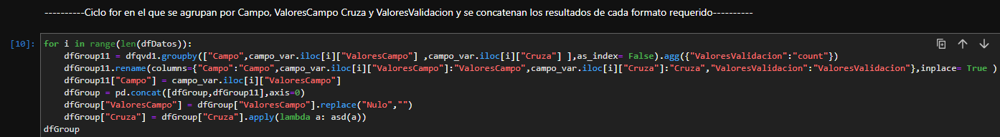 ----------Ciclo for en el que se agrupan por Campo, ValoresCampo Cruza y ValoresValidacion y se concatenan los resultados de cada formato requerido----------
[10]: for i in range(len(dfDatos)):
dfGroup11 = dfqvd1.groupby(["Campo",campo_var.iloc[i]["ValoresCampo"] ,campo_var.iloc[i]["Cruza"] ],as_index= False).agg({"ValoresValidacion":"count"})
dfGroup11.rename(columns={"Campo":"Campo",campo_var.iloc[i]["ValoresCampo"]:"ValoresCampo",campo_var.iloc[i]["Cruza"]:"Cruza","ValoresValidacion":"ValoresValidacion"},inplace= True )
dfGroup11["Campo"] = campo_var.iloc[i]["ValoresCampo"]
dfGroup = pd.concat([dfGroup,dfGroup11],axis=0)
dfGroup["ValoresCampo"] = dfGroup["ValoresCampo"].replace("Nulo","")
dfGroup["Cruza"] = dfGroup["Cruza"].apply(lambda a: asd(a))
dfGroup